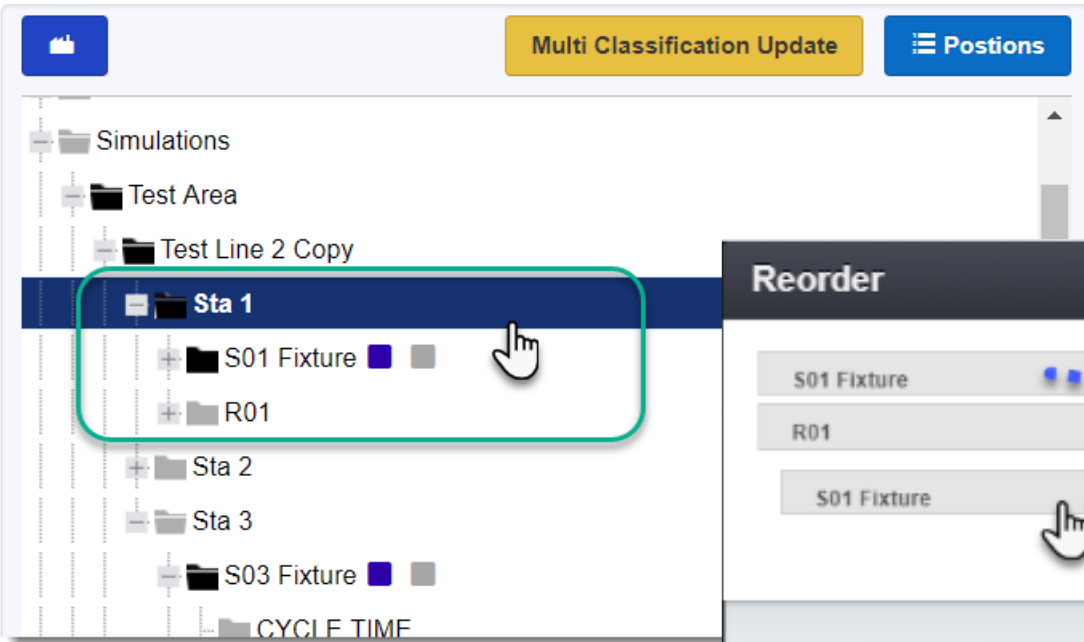 Multi Classification Update
Postions
Simulations
Test Area
Test Line 2 Copy
Sta 1
S01 Fixture
R01
Sta 2
Sta 3
S03 Fixture
CYCLE TIME
Reorder
S01 Fixture
R01
S01 Fixture